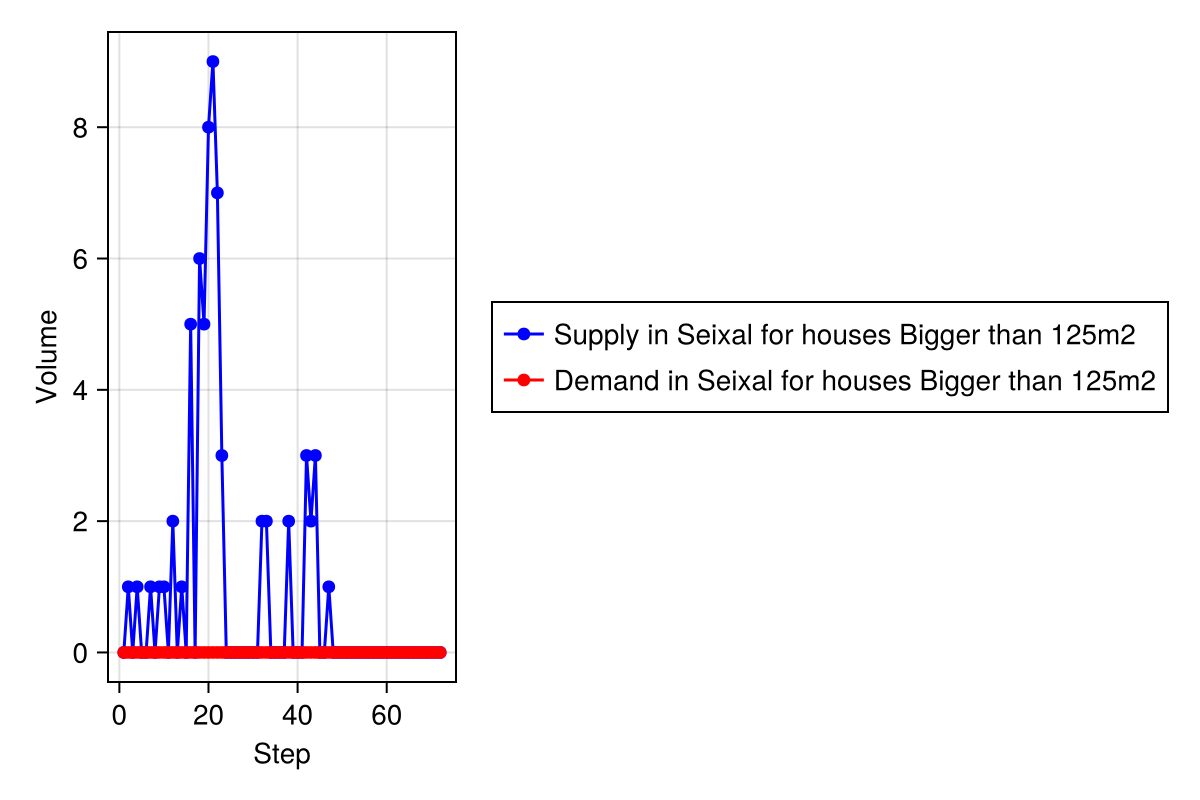 8
6
4
2
0
Volume
0 20 40 60
Step
Supply in Seixal for houses Bigger than 125m2
Demand in Seixal for houses Bigger than 125m2